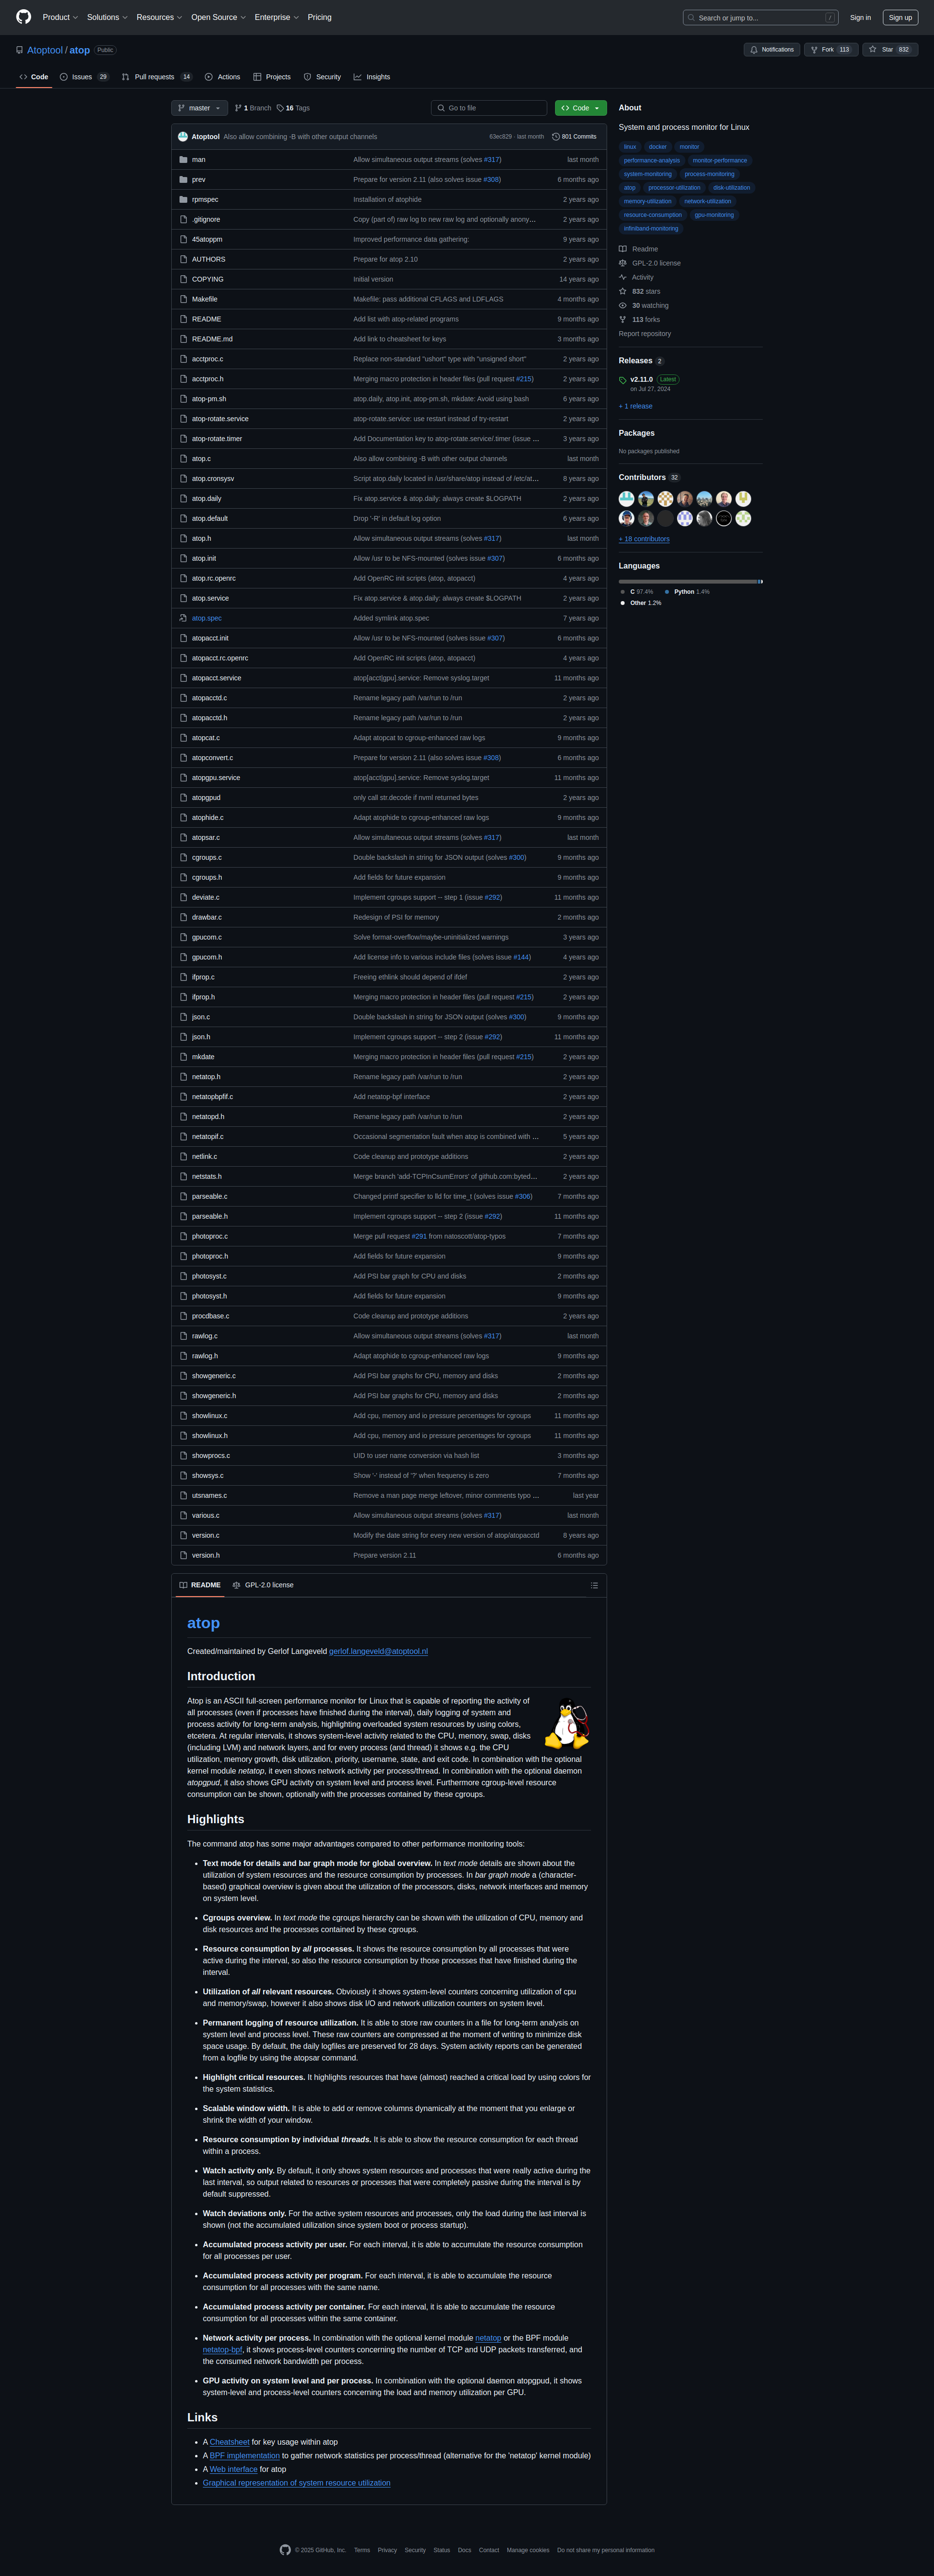 Product Solutions Resources Open Source Enterprise Pricing Search or jump to... / Sign in Sign up
Atoptool / atop Public Notifications Fork 113 Star 832
Code Issues 29 Pull requests 14 Actions Projects Security Insights
master 1 Branch 16 Tags Go to file Code
Atoptool Also allow combining -B with other output channels 63ec829 · last month 801 Commits
man Allow simultaneous output streams (solves #317) last month
prev Prepare for version 2.11 (also solves issue #308) 6 months ago
rpmspec Installation of atophide 2 years ago
.gitignore Copy (part of) raw log to new raw log and optionally anonym… 2 years ago
45atoppm Improved performance data gathering: 9 years ago
AUTHORS Prepare for atop 2.10 2 years ago
COPYING Initial version 14 years ago
Makefile Makefile: pass additional CFLAGS and LDFLAGS 4 months ago
README Add list with atop-related programs 9 months ago
README.md Add link to cheatsheet for keys 3 months ago
acctproc.c Replace non-standard "ushort" type with "unsigned short" 2 years ago
acctproc.h Merging macro protection in header files (pull request #215) 2 years ago
atop-pm.sh atop.daily, atop.init, atop-pm.sh, mkdate: Avoid using bash 6 years ago
atop-rotate.service atop-rotate.service: use restart instead of try-restart 2 years ago
atop-rotate.timer Add Documentation key to atop-rotate.service/.timer (issue … 3 years ago
atop.c Also allow combining -B with other output channels last month
atop.cronsysv Script atop.daily located in /usr/share/atop instead of /etc/at… 8 years ago
atop.daily Fix atop.service & atop.daily: always create $LOGPATH 2 years ago
atop.default Drop '-R' in default log option 6 years ago
atop.h Allow simultaneous output streams (solves #317) last month
atop.init Allow /usr to be NFS-mounted (solves issue #307) 6 months ago
atop.rc.openrc Add OpenRC init scripts (atop, atopacct) 4 years ago
atop.service Fix atop.service & atop.daily: always create $LOGPATH 2 years ago
atop.spec Added symlink atop.spec 7 years ago
atopacct.init Allow /usr to be NFS-mounted (solves issue #307) 6 months ago
atopacct.rc.openrc Add OpenRC init scripts (atop, atopacct) 4 years ago
atopacct.service atop[acct|gpu].service: Remove syslog.target 11 months ago
atopacctd.c Rename legacy path /var/run to /run 2 years ago
atopacctd.h Rename legacy path /var/run to /run 2 years ago
atopcat.c Adapt atopcat to cgroup-enhanced raw logs 9 months ago
atopconvert.c Prepare for version 2.11 (also solves issue #308) 6 months ago
atopgpu.service atop[acct|gpu].service: Remove syslog.target 11 months ago
atopgpud only call str.decode if nvml returned bytes 2 years ago
atophide.c Adapt atophide to cgroup-enhanced raw logs 9 months ago
atopsar.c Allow simultaneous output streams (solves #317) last month
cgroups.c Double backslash in string for JSON output (solves #300) 9 months ago
cgroups.h Add fields for future expansion 9 months ago
deviate.c Implement cgroups support -- step 1 (issue #292) 11 months ago
drawbar.c Redesign of PSI for memory 2 months ago
gpucom.c Solve format-overflow/maybe-uninitialized warnings 3 years ago
gpucom.h Add license info to various include files (solves issue #144) 4 years ago
ifprop.c Freeing ethlink should depend of ifdef 2 years ago
ifprop.h Merging macro protection in header files (pull request #215) 2 years ago
json.c Double backslash in string for JSON output (solves #300) 9 months ago
json.h Implement cgroups support -- step 2 (issue #292) 11 months ago
mkdate Merging macro protection in header files (pull request #215) 2 years ago
netatop.h Rename legacy path /var/run to /run 2 years ago
netatopbpfif.c Add netatop-bpf interface 2 years ago
netatopd.h Rename legacy path /var/run to /run 2 years ago
netatopif.c Occasional segmentation fault when atop is combined with … 5 years ago
netlink.c Code cleanup and prototype additions 2 years ago
netstats.h Merge branch 'add-TCPInCsumErrors' of github.com:byted… 2 years ago
parseable.c Changed printf specifier to lld for time_t (solves issue #306) 7 months ago
parseable.h Implement cgroups support -- step 2 (issue #292) 11 months ago
photoproc.c Merge pull request #291 from natoscott/atop-typos 7 months ago
photoproc.h Add fields for future expansion 9 months ago
photosyst.c Add PSI bar graph for CPU and disks 2 months ago
photosyst.h Add fields for future expansion 9 months ago
procdbase.c Code cleanup and prototype additions 2 years ago
rawlog.c Allow simultaneous output streams (solves #317) last month
rawlog.h Adapt atophide to cgroup-enhanced raw logs 9 months ago
showgeneric.c Add PSI bar graphs for CPU, memory and disks 2 months ago
showgeneric.h Add PSI bar graphs for CPU, memory and disks 2 months ago
showlinux.c Add cpu, memory and io pressure percentages for cgroups 11 months ago
showlinux.h Add cpu, memory and io pressure percentages for cgroups 11 months ago
showprocs.c UID to user name conversion via hash list 3 months ago
showsys.c Show '-' instead of '?' when frequency is zero 7 months ago
utsnames.c Remove a man page merge leftover, minor comments typo … last year
various.c Allow simultaneous output streams (solves #317) last month
version.c Modify the date string for every new version of atop/atopacctd 8 years ago
version.h Prepare version 2.11 6 months ago
README GPL-2.0 license
atop
Created/maintained by Gerlof Langeveld gerlof.langeveld@atoptool.nl
Introduction
Atop is an ASCII full-screen performance monitor for Linux that is capable of reporting the activity of
all processes (even if processes have finished during the interval), daily logging of system and
process activity for long-term analysis, highlighting overloaded system resources by using colors,
etcetera. At regular intervals, it shows system-level activity related to the CPU, memory, swap, disks
(including LVM) and network layers, and for every process (and thread) it shows e.g. the CPU
utilization, memory growth, disk utilization, priority, username, state, and exit code. In combination with the optional
kernel module netatop, it even shows network activity per process/thread. In combination with the optional daemon
atopgpud, it also shows GPU activity on system level and process level. Furthermore cgroup-level resource
consumption can be shown, optionally with the processes contained by these cgroups.
Highlights
The command atop has some major advantages compared to other performance monitoring tools:
• Text mode for details and bar graph mode for global overview. In text mode details are shown about the
utilization of system resources and the resource consumption by processes. In bar graph mode a (character-
based) graphical overview is given about the utilization of the processors, disks, network interfaces and memory
on system level.
• Cgroups overview. In text mode the cgroups hierarchy can be shown with the utilization of CPU, memory and
disk resources and the processes contained by these cgroups.
• Resource consumption by all processes. It shows the resource consumption by all processes that were
active during the interval, so also the resource consumption by those processes that have finished during the
interval.
• Utilization of all relevant resources. Obviously it shows system-level counters concerning utilization of cpu
and memory/swap, however it also shows disk I/O and network utilization counters on system level.
• Permanent logging of resource utilization. It is able to store raw counters in a file for long-term analysis on
system level and process level. These raw counters are compressed at the moment of writing to minimize disk
space usage. By default, the daily logfiles are preserved for 28 days. System activity reports can be generated
from a logfile by using the atopsar command.
• Highlight critical resources. It highlights resources that have (almost) reached a critical load by using colors for
the system statistics.
• Scalable window width. It is able to add or remove columns dynamically at the moment that you enlarge or
shrink the width of your window.
• Resource consumption by individual threads. It is able to show the resource consumption for each thread
within a process.
• Watch activity only. By default, it only shows system resources and processes that were really active during the
last interval, so output related to resources or processes that were completely passive during the interval is by
default suppressed.
• Watch deviations only. For the active system resources and processes, only the load during the last interval is
shown (not the accumulated utilization since system boot or process startup).
• Accumulated process activity per user. For each interval, it is able to accumulate the resource consumption
for all processes per user.
• Accumulated process activity per program. For each interval, it is able to accumulate the resource
consumption for all processes with the same name.
• Accumulated process activity per container. For each interval, it is able to accumulate the resource
consumption for all processes within the same container.
• Network activity per process. In combination with the optional kernel module netatop or the BPF module
netatop-bpf, it shows process-level counters concerning the number of TCP and UDP packets transferred, and
the consumed network bandwidth per process.
• GPU activity on system level and per process. In combination with the optional daemon atopgpud, it shows
system-level and process-level counters concerning the load and memory utilization per GPU.
Links
• A Cheatsheet for key usage within atop
• A BPF implementation to gather network statistics per process/thread (alternative for the 'netatop' kernel module)
• A Web interface for atop
• Graphical representation of system resource utilization
About
System and process monitor for Linux
linux docker monitor
performance-analysis monitor-performance
system-monitoring process-monitoring
atop processor-utilization disk-utilization
memory-utilization network-utilization
resource-consumption gpu-monitoring
infiniband-monitoring
Readme
GPL-2.0 license
Activity
832 stars
30 watching
113 forks
Report repository
Releases 2
v2.11.0 Latest
on Jul 27, 2024
+ 1 release
Packages
No packages published
Contributors 32
+ 18 contributors
Languages
C 97.4% Python 1.4%
Other 1.2%
© 2025 GitHub, Inc. Terms Privacy Security Status Docs Contact Manage cookies Do not share my personal information